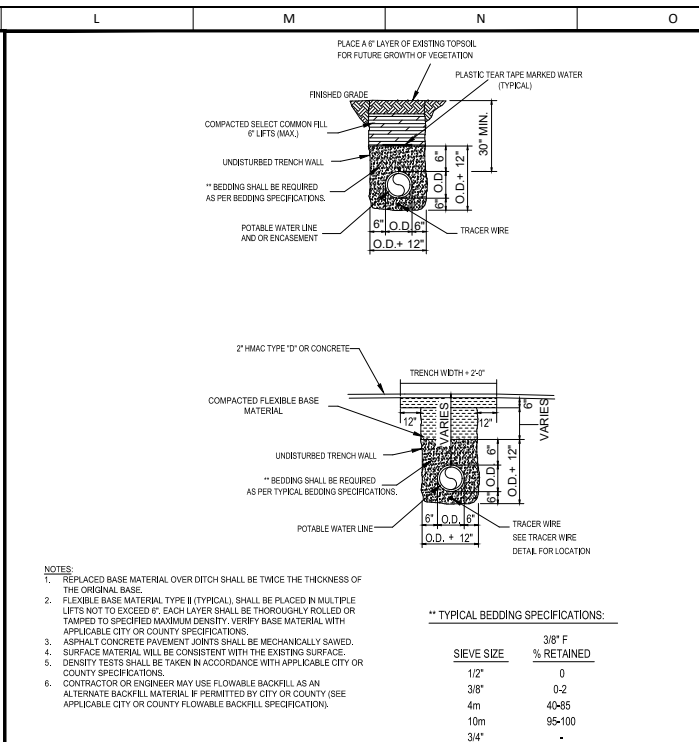 L M N O
PLACE A 6" LAYER OF EXISTING TOPSOIL
FOR FUTURE GROWTH OF VEGETATION
PLASTIC TEAR TAPE MARKED WATER
(TYPICAL)
FINISHED GRADE
COMPACTED SELECT COMMON FILL
6" LIFTS (MAX.)
30" MIN.
UNDISTURBED TRENCH WALL
6"
O.D.
6"
O.D.+ 12"
** BEDDING SHALL BE REQUIRED
AS PER BEDDING SPECIFICATIONS.
POTABLE WATER LINE
AND OR ENCASEMENT
TRACER WIRE
6" O.D. 6"
O.D.+ 12"
2" HMAC TYPE "D" OR CONCRETE
TRENCH WIDTH + 2'-0"
COMPACTED FLEXIBLE BASE
MATERIAL
12"
12"
VARIES
6"
VARIES
UNDISTURBED TRENCH WALL
6"
O.D.
6"
O.D.+ 12"
** BEDDING SHALL BE REQUIRED
AS PER TYPICAL BEDDING SPECIFICATIONS.
POTABLE WATER LINE
6" O.D. 6"
O.D. + 12"
TRACER WIRE
SEE TRACER WIRE
DETAIL FOR LOCATION
NOTES:
1. REPLACED BASE MATERIAL OVER DITCH SHALL BE TWICE THE THICKNESS OF
THE ORIGINAL BASE.
2. FLEXIBLE BASE MATERIAL TYPE II (TYPICAL), SHALL BE PLACED IN MULTIPLE
LIFTS NOT TO EXCEED 6". EACH LAYER SHALL BE THOROUGHLY ROLLED OR
TAMPED TO SPECIFIED MAXIMUM DENSITY. VERIFY BASE MATERIAL WITH
APPLICABLE CITY OR COUNTY SPECIFICATIONS.
3. ASPHALT CONCRETE PAVEMENT JOINTS SHALL BE MECHANICALLY SAWED.
4. SURFACE MATERIAL WILL BE CONSISTENT WITH THE EXISTING SURFACE.
5. DENSITY TESTS SHALL BE TAKEN IN ACCORDANCE WITH APPLICABLE CITY OR
COUNTY SPECIFICATIONS.
6. CONTRACTOR OR ENGINEER MAY USE FLOWABLE BACKFILL AS AN
ALTERNATE BACKFILL MATERIAL IF PERMITTED BY CITY OR COUNTY (SEE
APPLICABLE CITY OR COUNTY FLOWABLE BACKFILL SPECIFICATION).
** TYPICAL BEDDING SPECIFICATIONS:
3/8" F
SIEVE SIZE % RETAINED
1/2" 0
3/8" 0-2
4m 40-85
10m 95-100
3/4" -